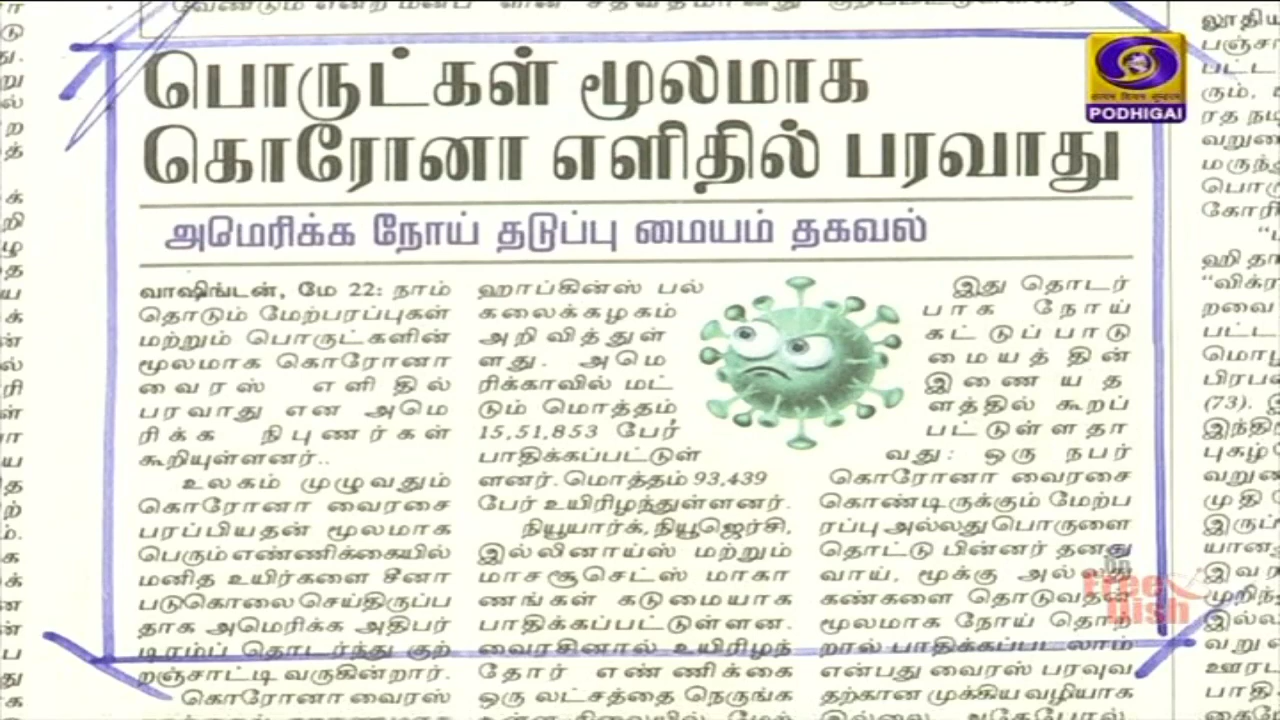 பொருட்கள் மூலமாக
கொரோனா எளிதில் பரவாது
அமெரிக்க நோய் தடுப்பு மையம் தகவல்
வாஷிங்டன், மே 22: நாம்
தொடும் மேற்பரப்புகள்
மற்றும் பொருட்களின்
மூலமாக கொரோனா
வைரஸ் எளிதில்
பரவாது என அமெ
ரிக்க நிபுணர்கள்
கூறியுள்ளனர்..
உலகம் முழுவதும்
கொரோனா வைரசை
பரப்பியதன் மூலமாக
பெரும் எண்ணிக்கையில்
மனித உயிர்களை சீனா
படுகொலை செய்திருப்ப
தாக அமெரிக்க அதிபர்
டிரம்ப் தொடர்ந்து குற்
றஞ்சாட்டி வருகிறார்.
கொரோனா வைரஸ்
ஹாப்கின்ஸ் பல்
கலைக்கழகம்
அறிவித்துள்
ளது. அமெ
ரிக்காவில் மட்
டும் மொத்தம்
15,51,853 பேர்
பாதிக்கப்பட்டுள்
ளனர். மொத்தம் 93,439
பேர் உயிரிழந்துள்ளனர்.
நியூயார்க், நியூஜெர்சி,
இல்லினாய்ஸ் மற்றும்
மாசசூசெட்ஸ் மாகா
ணங்கள் கடுமையாக
பாதிக்கப்பட்டுள்ளன.
வைரசினால் உயிரிழந்
தோர் எண்ணிக்கை
ஒரு லட்சத்தை நெருங்க
இது தொடர்
பாக நோய்
கட்டுப்பாடு
மையத்தின்
இணைய த
ளத்தில் கூறப்
பட்டுள்ளதா
வது: ஒரு நபர்
கொரோனா வைரசை
கொண்டிருக்கும் மேற்ப
ரப்பு அல்லது பொருளை
தொட்டு பின்னர் தனது
வாய், மூக்கு அல்லது
கண்களை தொடுவதன்
மூலமாக நோய் தொற்
றால் பாதிக்கப்படலாம்
என்பது வைரஸ் பரவுவ
தற்கான முக்கிய வழியாக
PODHIGAI
DD
Free Dish